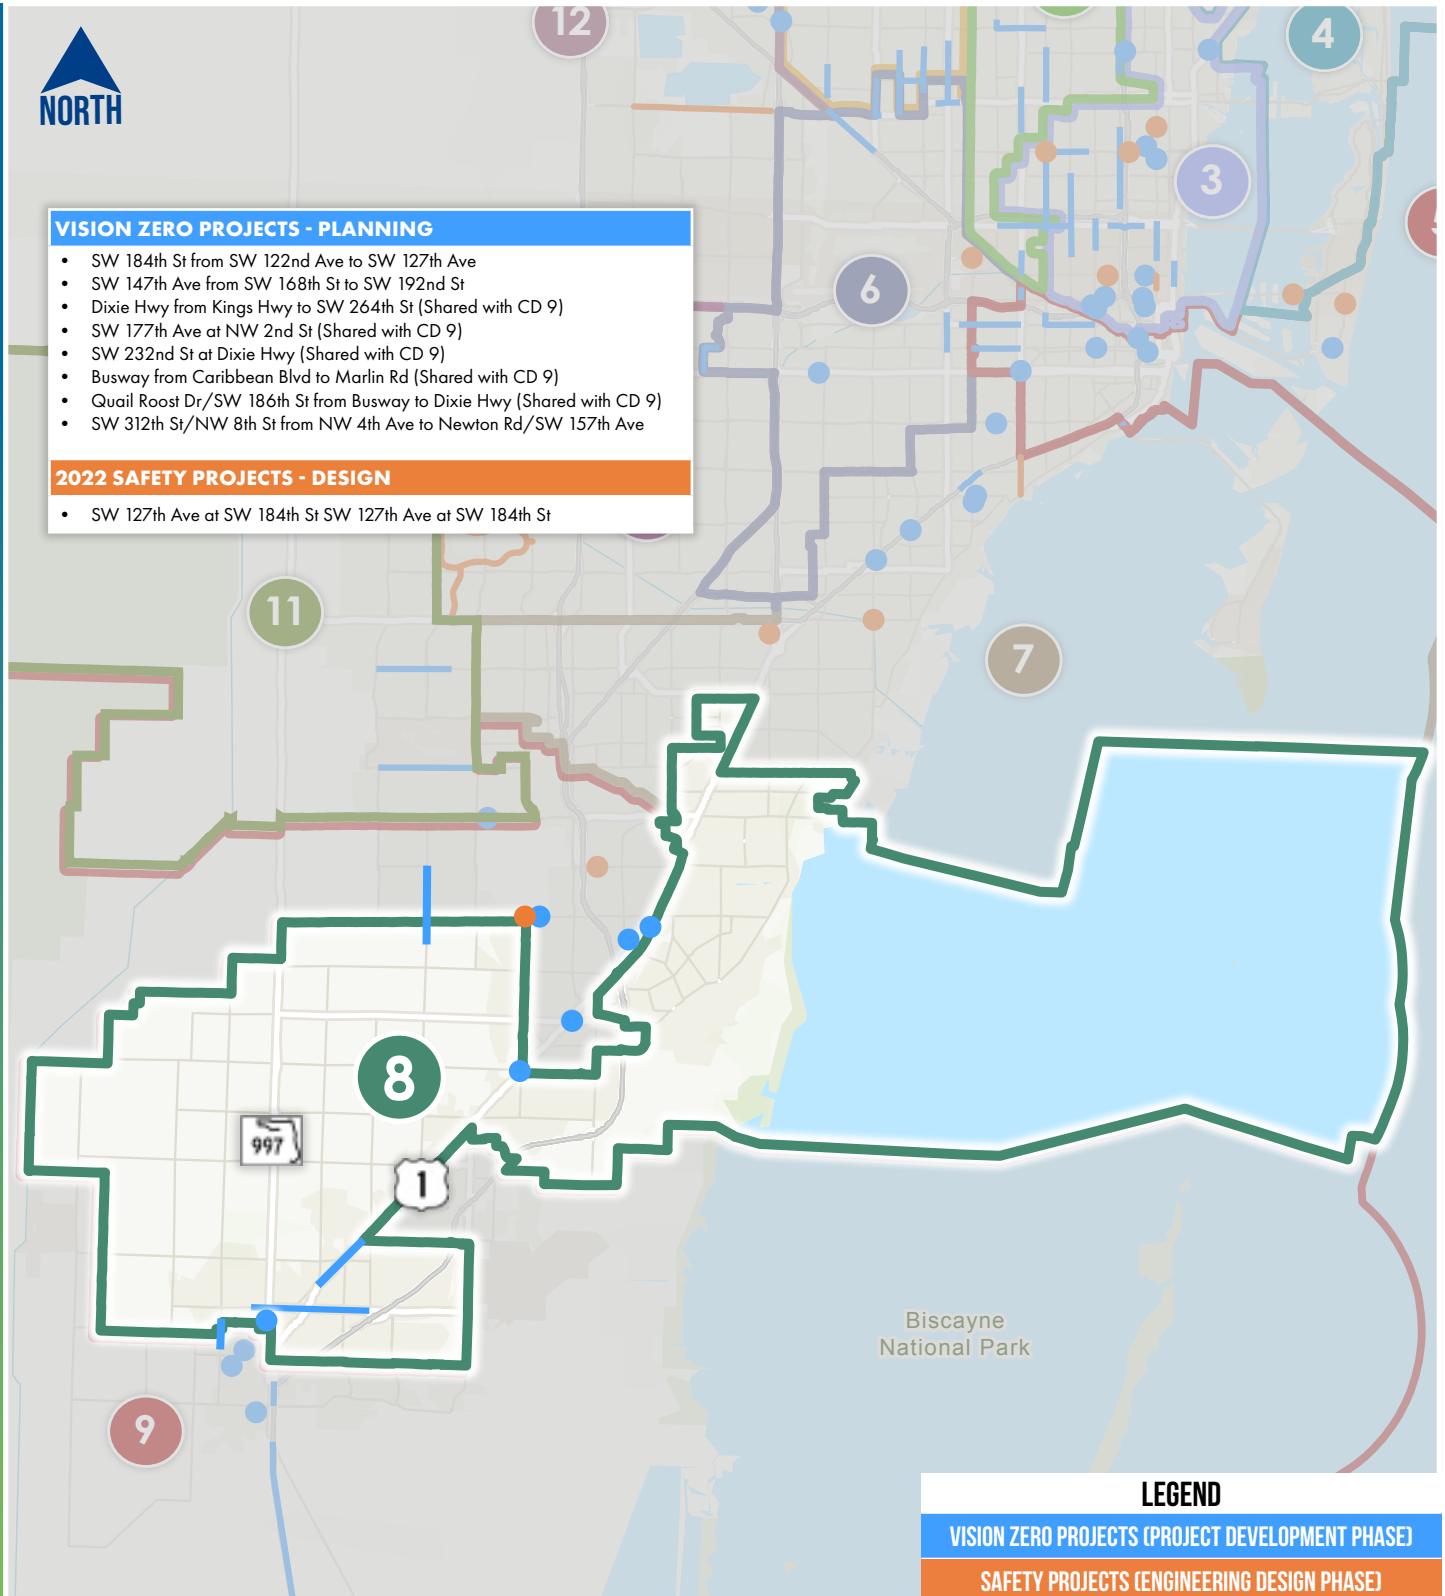 12
4
NORTH
3
5
VISION ZERO PROJECTS - PLANNING
• SW 184th St from SW 122nd Ave to SW 127th Ave
• SW 147th Ave from SW 168th St to SW 192nd St
• Dixie Hwy from Kings Hwy to SW 264th St (Shared with CD 9)
• SW 177th Ave at NW 2nd St (Shared with CD 9)
• SW 232nd St at Dixie Hwy (Shared with CD 9)
• Busway from Caribbean Blvd to Marlin Rd (Shared with CD 9)
• Quail Roost Dr/SW 186th St from Busway to Dixie Hwy (Shared with CD 9)
• SW 312th St/NW 8th St from NW 4th Ave to Newton Rd/SW 157th Ave
2022 SAFETY PROJECTS - DESIGN
• SW 127th Ave at SW 184th St SW 127th Ave at SW 184th St
6
11
7
8
997
1
Biscayne
National Park
9
LEGEND
VISION ZERO PROJECTS (PROJECT DEVELOPMENT PHASE)
SAFETY PROJECTS (ENGINEERING DESIGN PHASE)